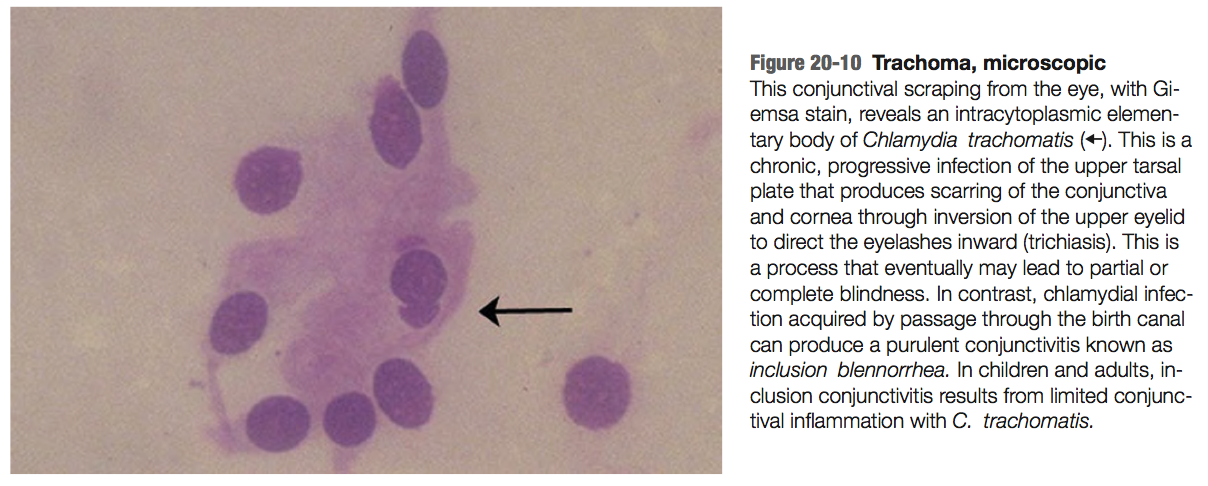 Figure 20-10 Trachoma, microscopic
This conjunctival scraping from the eye, with Gi-
emsa stain, reveals an intracytoplasmic elemen-
tary body of Chlamydia trachomatis (←). This is a
chronic, progressive infection of the upper tarsal
plate that produces scarring of the conjunctiva
and cornea through inversion of the upper eyelid
to direct the eyelashes inward (trichiasis). This is
a process that eventually may lead to partial or
complete blindness. In contrast, chlamydial infec-
tion acquired by passage through the birth canal
can produce a purulent conjunctivitis known as
inclusion blennorrhea. In children and adults, in-
clusion conjunctivitis results from limited conjunc-
tival inflammation with C. trachomatis.